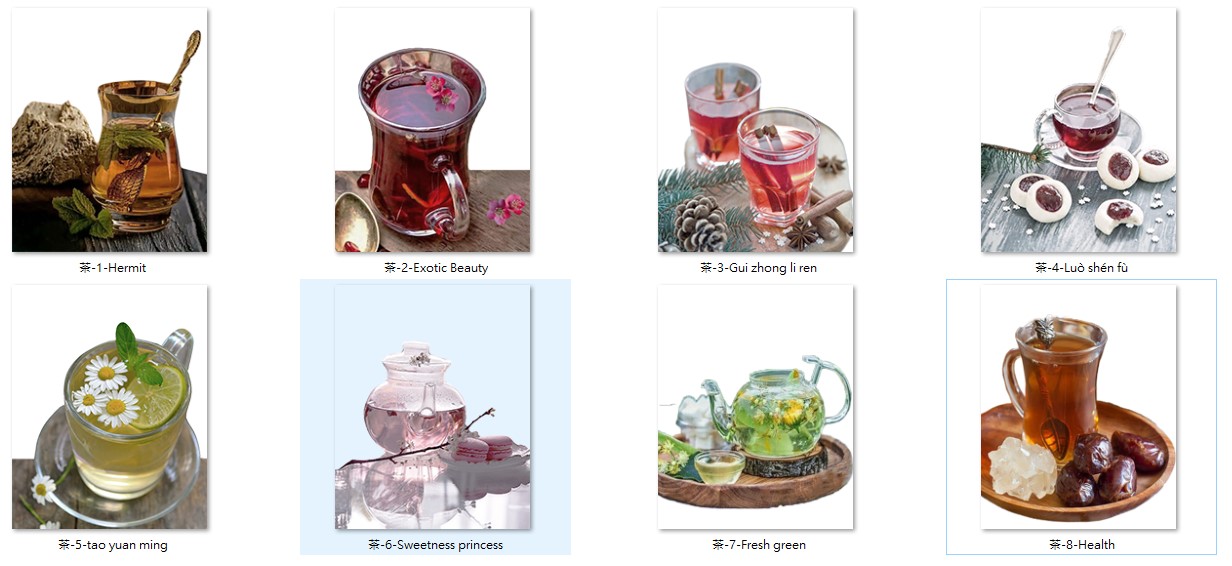 茶-1-Hermit
茶-2-Exotic Beauty
茶-3-Gui zhong li ren
茶-4-Luò shén fù
茶-5-tao yuan ming
茶-6-Sweetness princess
茶-7-Fresh green
茶-8-Health